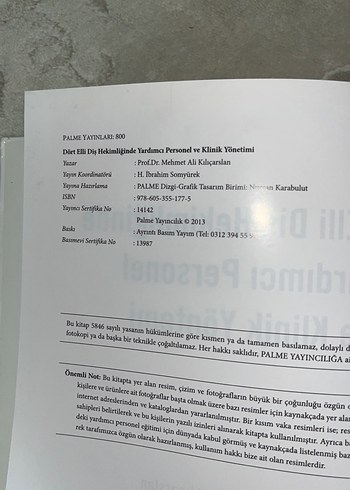 PALME YAYINLARI: 800
Dört Elli Diş Hekimliğinde Yardımcı Personel ve Klinik Yönetimi
Yazar : Prof.Dr. Mehmet Ali Kılıçarslan
Yayın Koordinatörü : H. İbrahim Somyürek
Yayına Hazırlama : PALME Dizgi-Grafik Tasarım Birimi: Karabulut
ISBN : 978-605-355-177-5
Yayıncı Sertifika No : 14142
Palme Yayıncılık © 2013
Baskı : Ayrıntı Basım Yayım (Tel: 0312 394 55
Basımevi Sertifika No : 13987
Bu kitap 5846 sayılı yasanın hükümlerine göre kısmen ya da tamamen basılamaz, dolaylı d
fotokopi ya da başka bir teknikle çoğaltılamaz. Her hakkı saklıdır, PALME YAYINCILIĞA ai
Önemli Not: Bu kitapta yer alan resim, çizim ve fotoğrafların büyük bir çoğunluğu özgün o
kişilere ve ürünlere ait fotoğraflar başta olmak üzere bazı resimler için kaynakçada yer alan
internet adreslerinden ve kataloglardan yararlanılmıştır. Bir kısım vaka resimleri ise; res
sahipleri belirtilerek ve bu kişilerin yazılı izinleri alınarak kitapta kullanılmıştır. Ayrıca b
deki yardımcı personel eğitimi için dünyada kabul görmüş ve kaynakçada listelenmiş baz
rek tarafımızca özgün olarak hazırlanmış, kullanım hakkı bize ait olan resimlerdir.